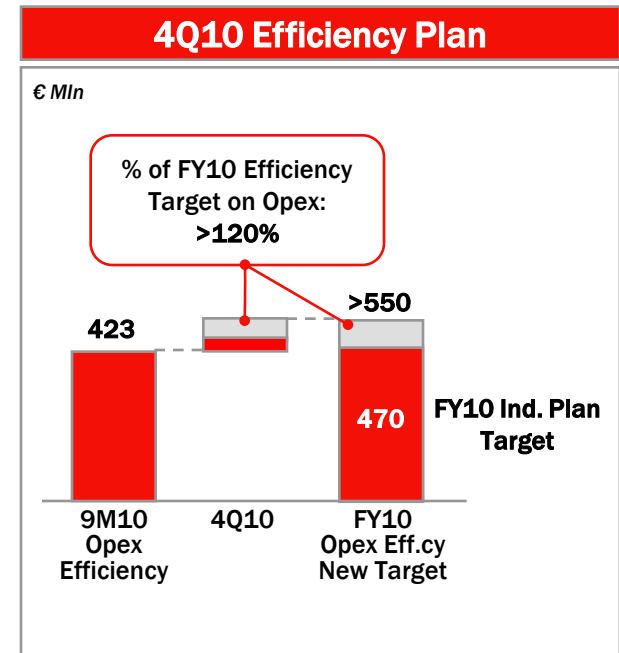 4Q10 Efficiency Plan
€ Mln
% of FY10 Efficiency
Target on Opex:
>120%
423
>550
470
FY10 Ind. Plan
Target
9M10
Opex
Efficiency
4Q10
FY10
Opex Eff.cy
New Target